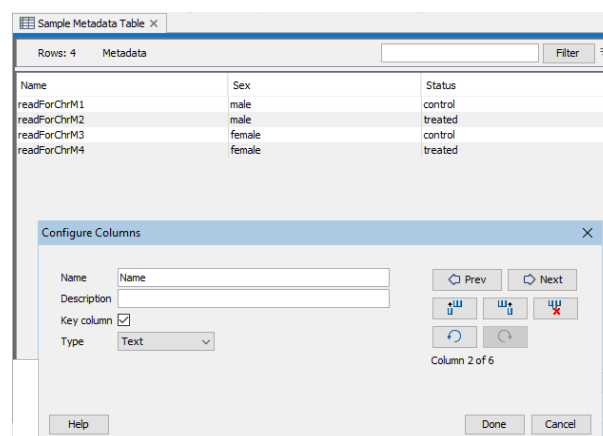 Sample Metadata Table
Rows: 4 Metadata Filter
Name Sex Status
readForChrM1 male control
readForChrM2 male treated
readForChrM3 female control
readForChrM4 female treated
Configure Columns
Name Name Prev Next
Description
Key column
Type Text
Column 2 of 6
Help Done Cancel